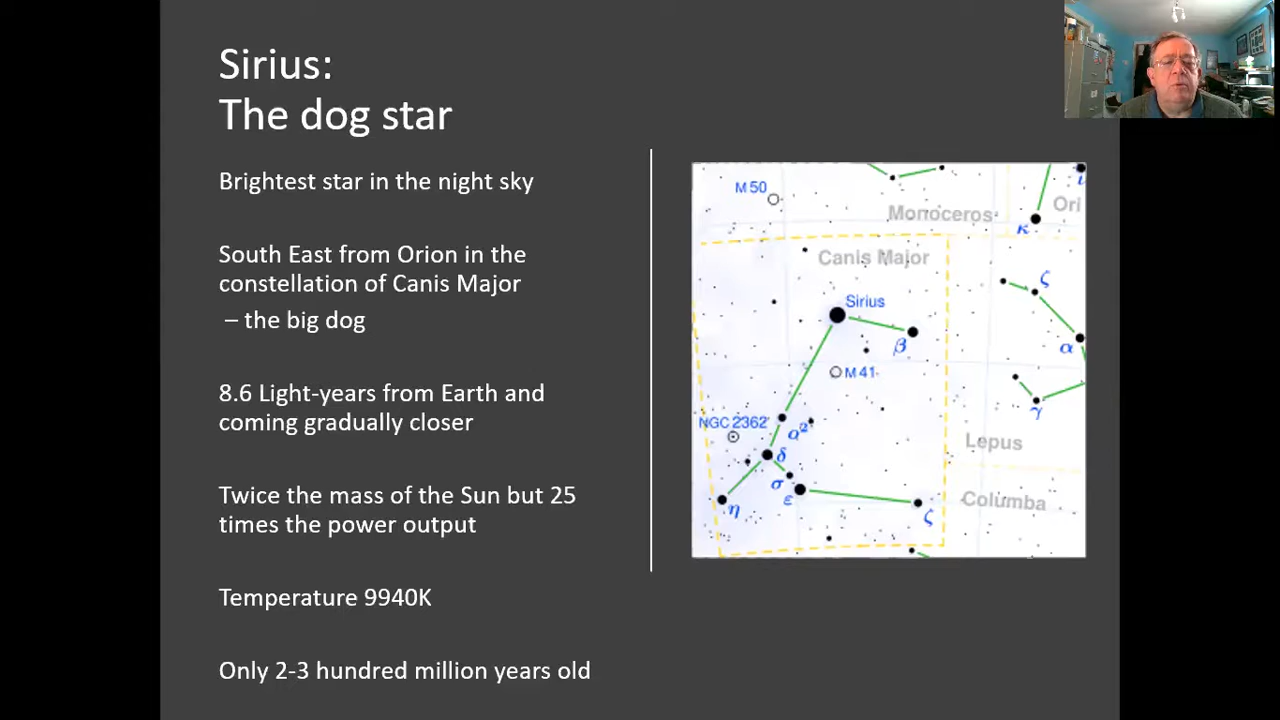 Sirius:
The dog star
Brightest star in the night sky
South East from Orion in the
constellation of Canis Major
– the big dog
8.6 Light-years from Earth and
coming gradually closer
Twice the mass of the Sun but 25
times the power output
Temperature 9940K
Only 2-3 hundred million years old
M 50
Monoceros
Ori
ι
κ
Canis Major
Sirius
β
ζ
α
M 41
γ
NGC 2362
ο²
δ
Lepus
σ
ε
η
ζ
Columba